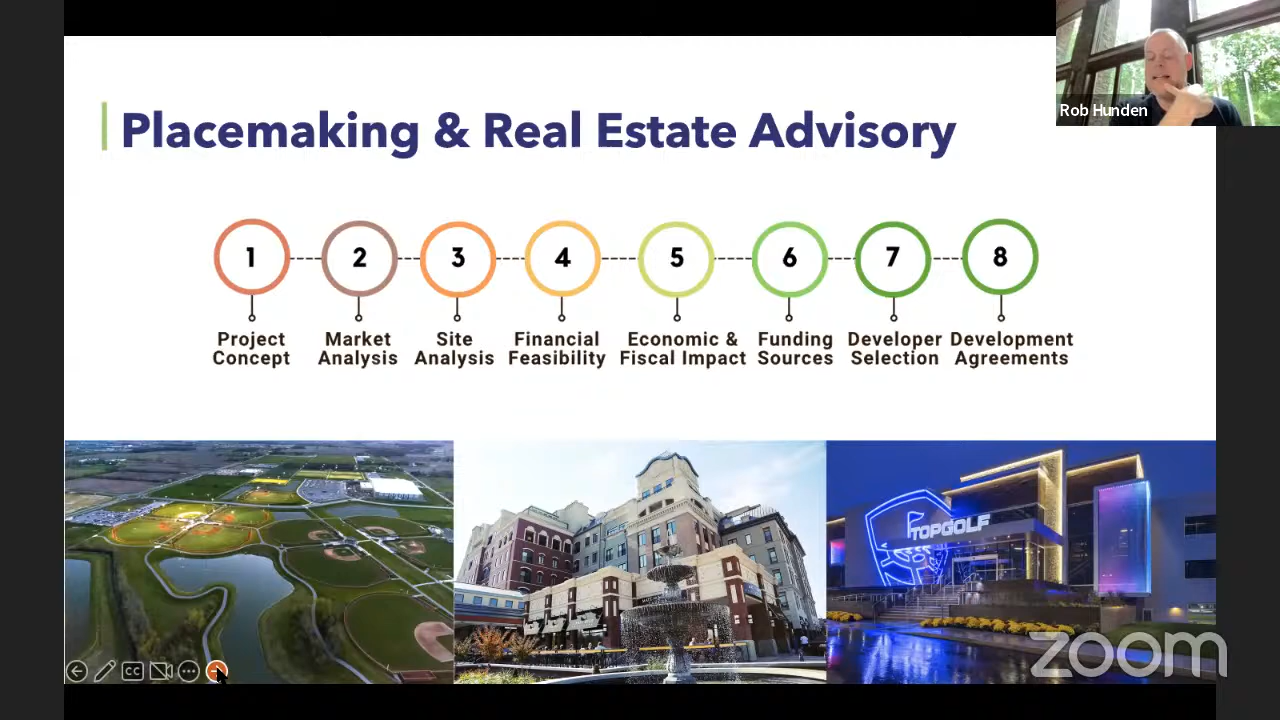 Rob Hunden
Placemaking & Real Estate Advisory
1 2 3 4 5 6 7 8
Project Market Site Financial Economic & Funding Developer Development
Concept Analysis Analysis Feasibility Fiscal Impact Sources Selection Agreements
TOPGOLF
CC
zoom